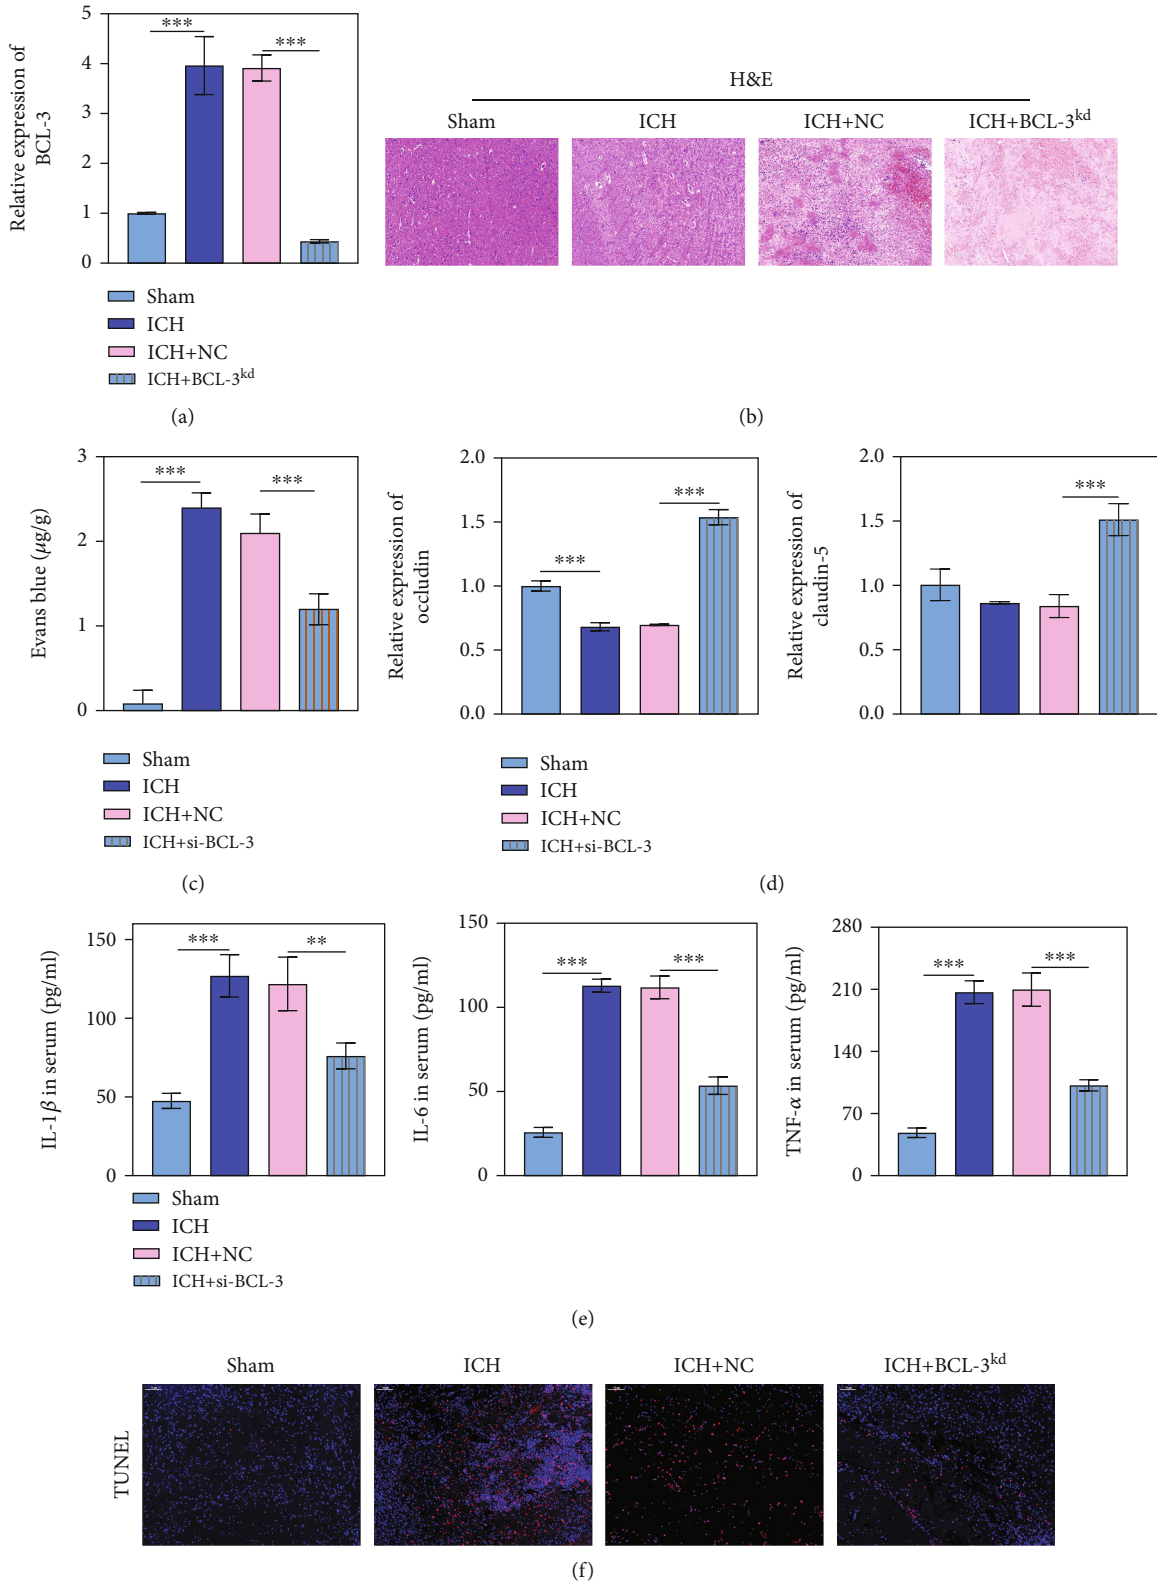 Relative expression of
BCL-3
5
4
3
2
1
0
***
***
Sham
ICH
ICH+NC
ICH+BCL-3kd
(a)
H&E
Sham
ICH
ICH+NC
ICH+BCL-3kd
(b)
Evans blue (μg/g)
3
2
1
0
***
***
Sham
ICH
ICH+NC
ICH+si-BCL-3
(c)
Relative expression of
occludin
2.0
1.5
1.0
0.5
0.0
***
***
Relative expression of
claudin-5
2.0
1.5
1.0
0.5
0.0
***
Sham
ICH
ICH+NC
ICH+si-BCL-3
(d)
IL-1β in serum (pg/ml)
150
100
50
0
***
**
IL-6 in serum (pg/ml)
150
100
50
0
***
***
TNF-α in serum (pg/ml)
280
210
140
70
0
***
***
Sham
ICH
ICH+NC
ICH+si-BCL-3
(e)
TUNEL
Sham
ICH
ICH+NC
ICH+BCL-3kd
(f)